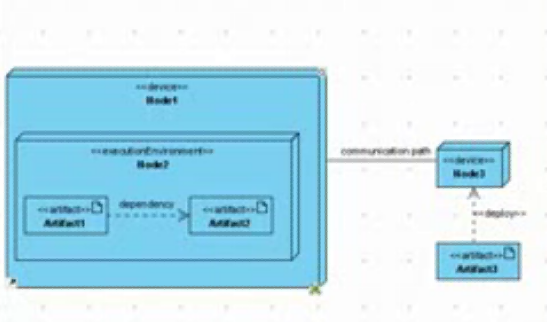 <<device>>
Node1
<<executionEnvironment>>
Node2
<<artifact>>
Artifact1
dependency
<<artifact>>
Artifact2
communication path
<<device>>
Node3
<<deploy>>
<<artifact>>
Artifact3